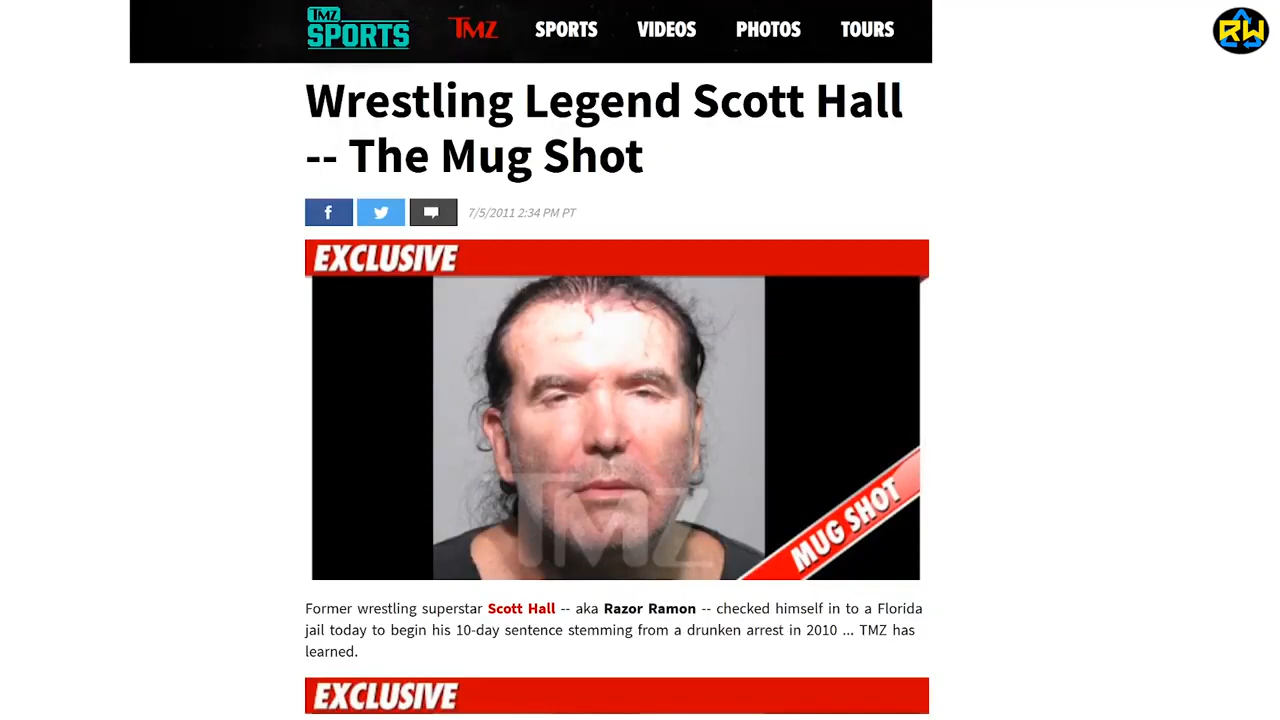 TMZ
SPORTS
TMZ SPORTS VIDEOS PHOTOS TOURS
RW
Wrestling Legend Scott Hall
-- The Mug Shot
7/5/2011 2:34 PM PT
EXCLUSIVE
TMZ
MUG SHOT
Former wrestling superstar Scott Hall -- aka Razor Ramon -- checked himself in to a Florida
jail today to begin his 10-day sentence stemming from a drunken arrest in 2010 ... TMZ has
learned.
EXCLUSIVE